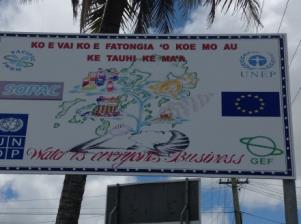 KO E VAI KO E FATONGIA 'O KOE MO AU
KE TAUHI KE MA'A
SOPAC
UNEP
UN
DP
GEF
Water is everyone's Business